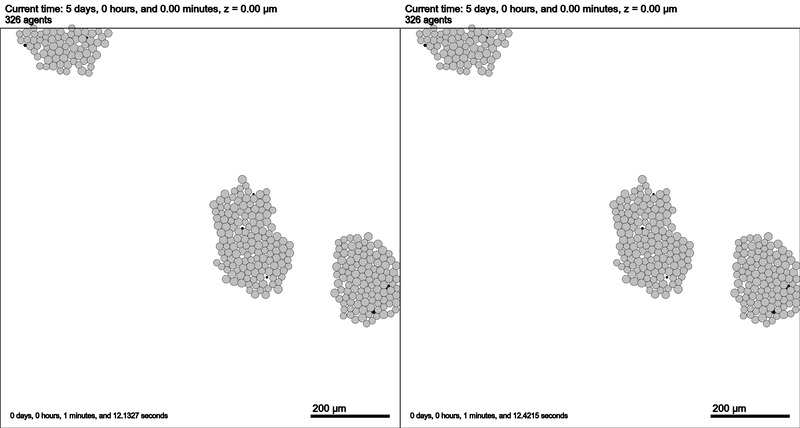 Current time: 5 days, 0 hours, and 0.00 minutes, z = 0.00 µm
326 agents
200 µm
0 days, 0 hours, 1 minutes, and 12.1327 seconds
Current time: 5 days, 0 hours, and 0.00 minutes, z = 0.00 µm
326 agents
200 µm
0 days, 0 hours, 1 minutes, and 12.4215 seconds